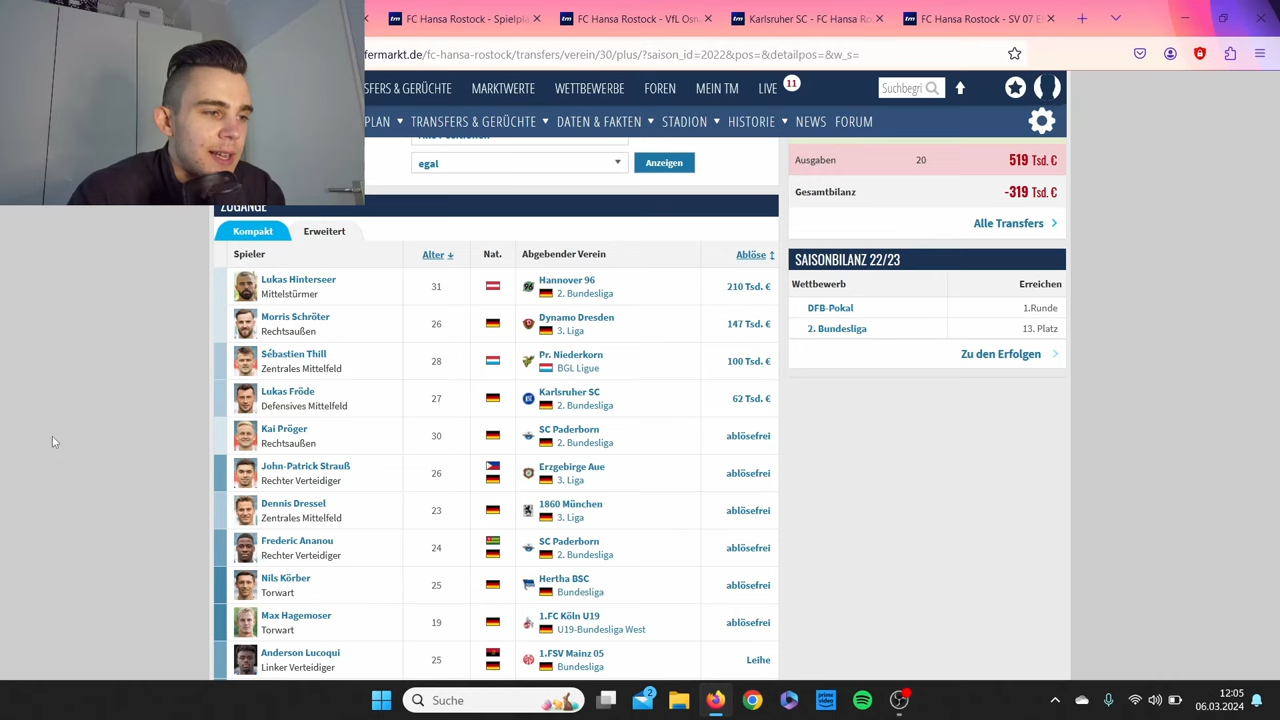 FC Hansa Rostock - Spielpla
FC Hansa Rostock - VfL Osn
Karlsruher SC - FC Hansa Ro
FC Hansa Rostock - SV 07 El
fermarkt.de/fc-hansa-rostock/transfers/verein/30/plus/?saison_id=2022&pos=&detailpos=&w_s=
SFERS & GERÜCHTE MARKTWERTE WETTBEWERBE FOREN MEIN TM LIVE 11 Suchbegri
PLAN TRANSFERS & GERÜCHTE DATEN & FAKTEN STADION HISTORIE NEWS FORUM
Alle Positionen
egal Anzeigen
Ausgaben 20 519 Tsd. €
Gesamtbilanz -319 Tsd. €
Alle Transfers
ZUGÄNGE
Kompakt Erweitert
Spieler Alter Nat. Abgebender Verein Ablöse
Lukas Hinterseer 31 Hannover 96 210 Tsd. €
Mittelstürmer 2. Bundesliga
Morris Schröter 26 Dynamo Dresden 147 Tsd. €
Rechtsaußen 3. Liga
Sébastien Thill 28 Pr. Niederkorn 100 Tsd. €
Zentrales Mittelfeld BGL Ligue
Lukas Fröde 27 Karlsruher SC 62 Tsd. €
Defensives Mittelfeld 2. Bundesliga
Kai Pröger 30 SC Paderborn ablösefrei
Rechtsaußen 2. Bundesliga
John-Patrick Strauß 26 Erzgebirge Aue ablösefrei
Rechter Verteidiger 3. Liga
Dennis Dressel 23 1860 München ablösefrei
Zentrales Mittelfeld 3. Liga
Frederic Ananou 24 SC Paderborn ablösefrei
Rechter Verteidiger 2. Bundesliga
Nils Körber 25 Hertha BSC ablösefrei
Torwart Bundesliga
Max Hagemoser 19 1.FC Köln U19 ablösefrei
Torwart U19-Bundesliga West
Anderson Lucoqui 25 1.FSV Mainz 05 Leihe
Linker Verteidiger Bundesliga
SAISONBILANZ 22/23
Wettbewerb Erreichen
DFB-Pokal 1.Runde
2. Bundesliga 13. Platz
Zu den Erfolgen
Suche
2
prime video
12:05
06.03.2024